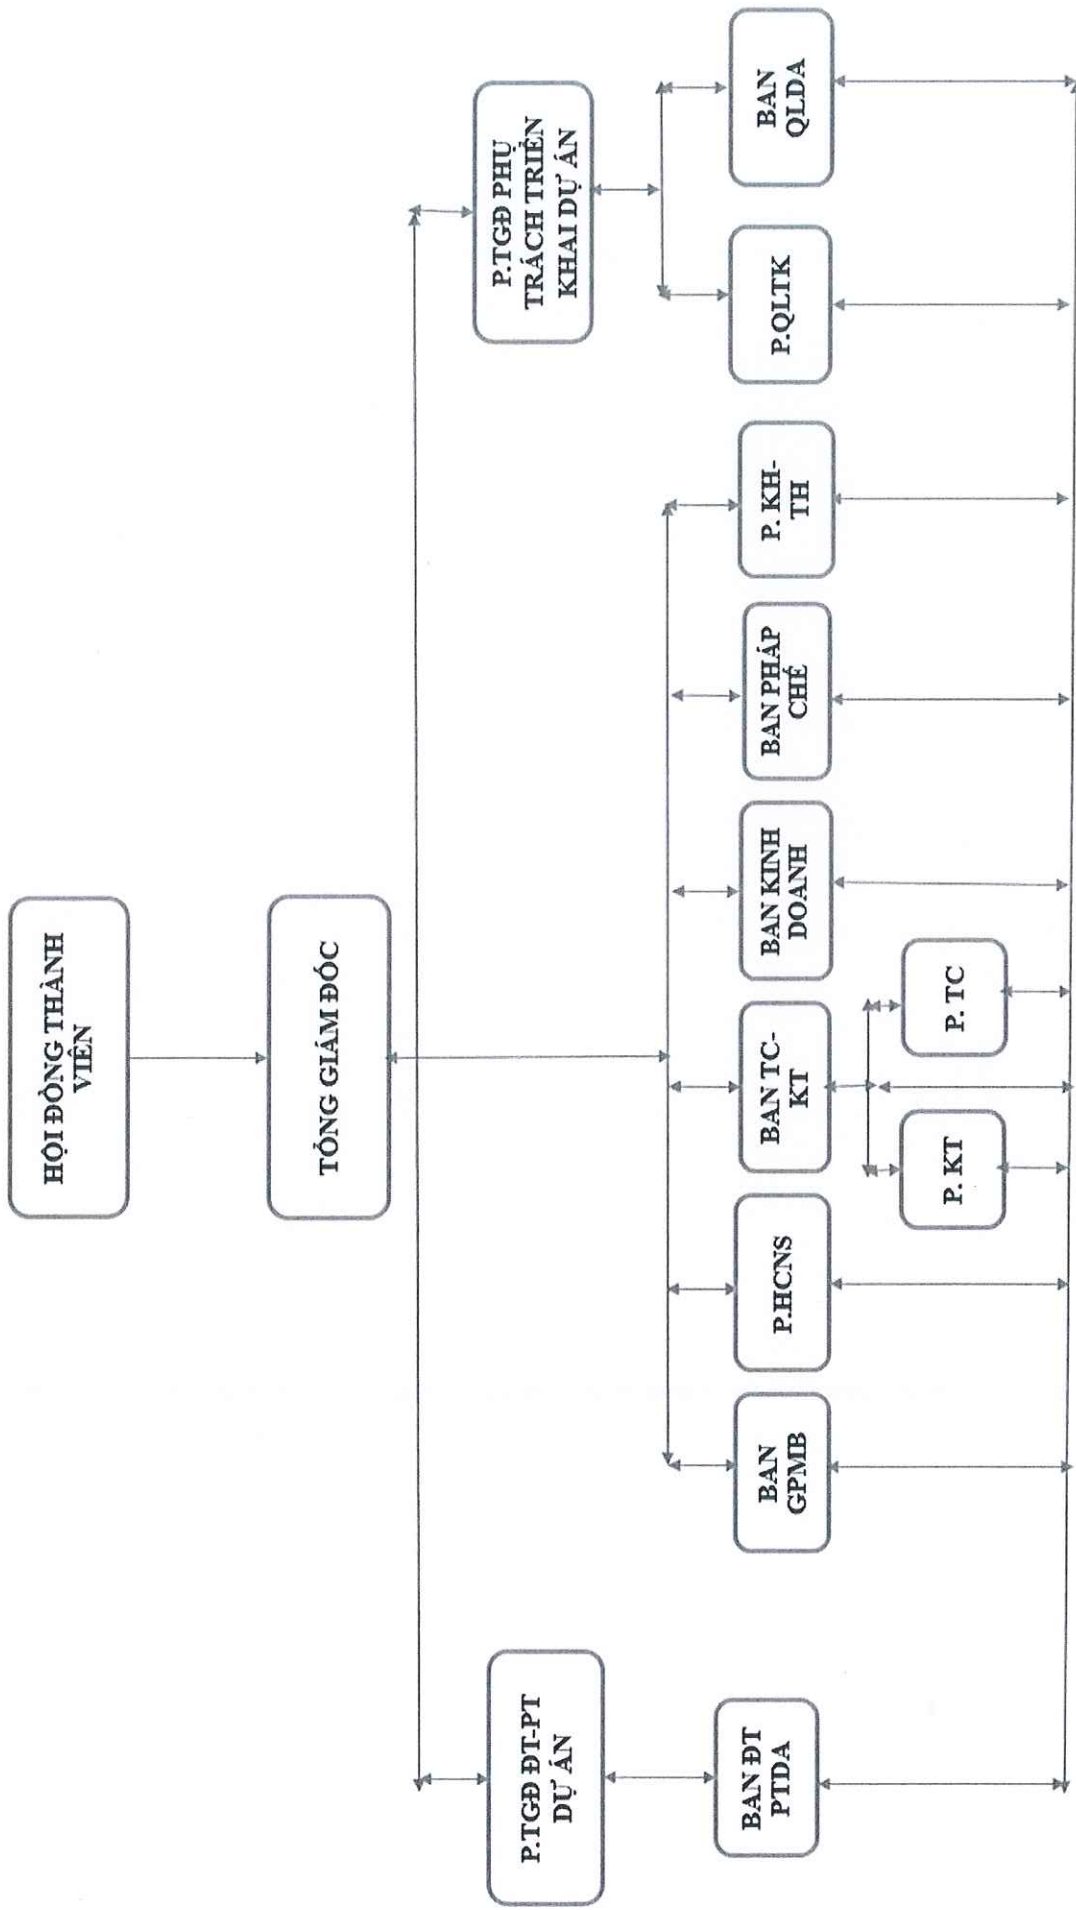 HỘI ĐỒNG THÀNH
VIÊN
TỔNG GIÁM ĐỐC
P.TGĐ ĐT-PT
DỰ ÁN
P.TGĐ PHỤ
TRÁCH TRIỂN
KHAI DỰ ÁN
BAN ĐT
PTDA
BAN
GPMB
P.HCNS
BAN TC-
KT
BAN KINH
DOANH
BAN PHÁP
CHẾ
P. KH-
TH
P.QLTK
BAN
QLDA
P. KT
P. TC